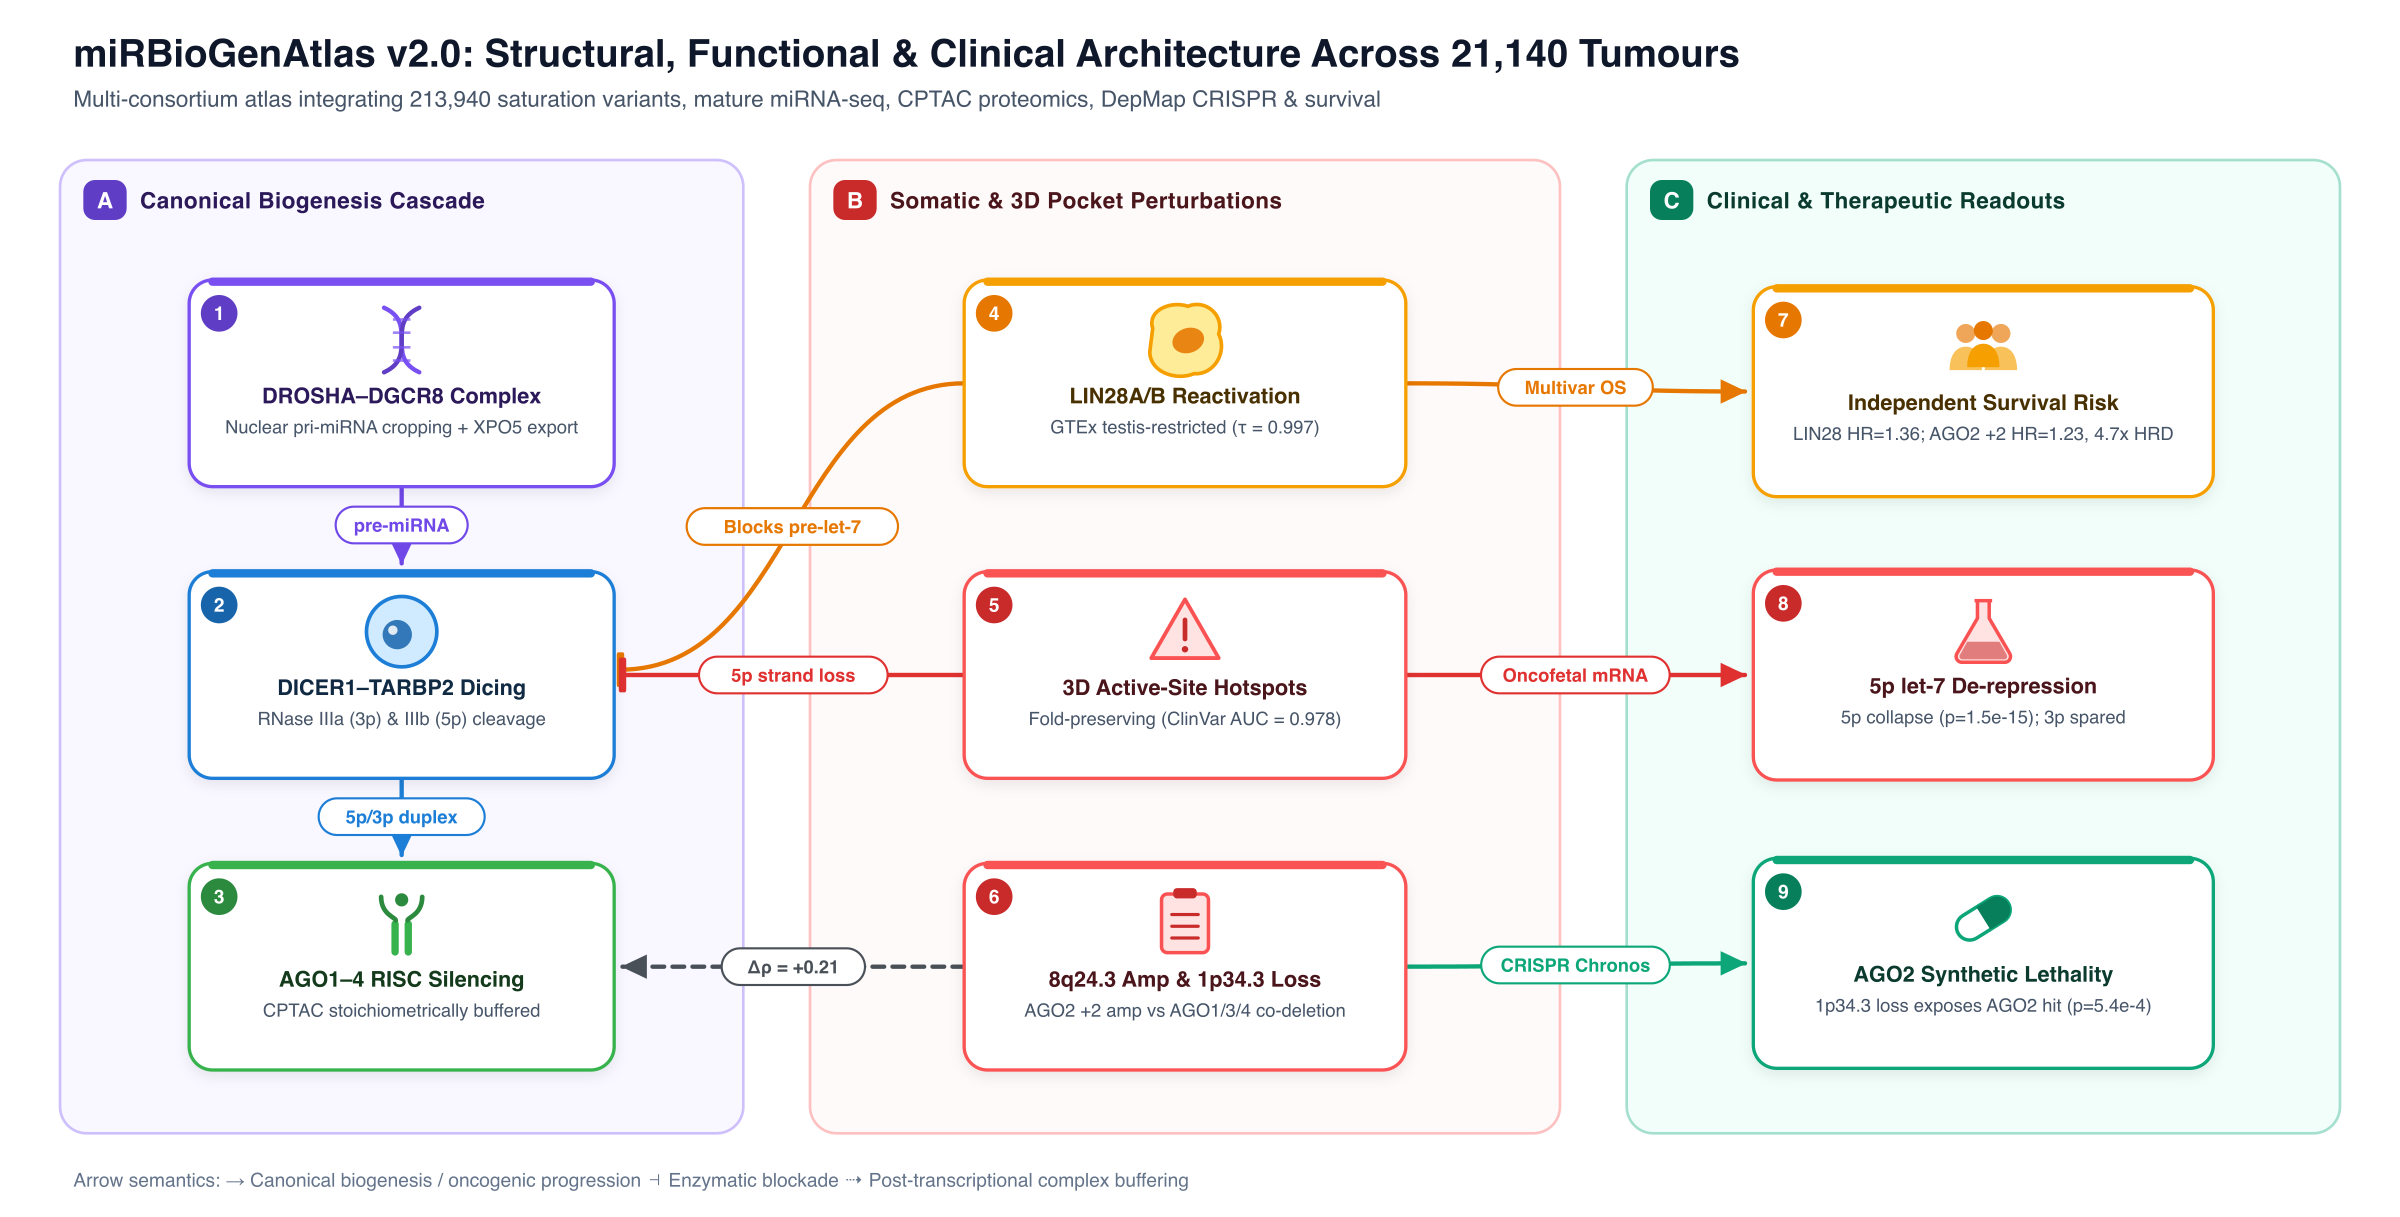 miRBioGenAtlas v2.0: Structural, Functional & Clinical Architecture Across 21,140 Tumours
Multi-consortium atlas integrating 213,940 saturation variants, mature miRNA-seq, CPTAC proteomics, DepMap CRISPR & survival
A
Canonical Biogenesis Cascade
1
DROSHA–DGCR8 Complex
Nuclear pri-miRNA cropping + XPO5 export
pre-miRNA
2
DICER1–TARBP2 Dicing
RNase IIIa (3p) & IIIb (5p) cleavage
5p/3p duplex
3
AGO1–4 RISC Silencing
CPTAC stoichiometrically buffered
Blocks pre-let-7
5p strand loss
Δρ = +0.21
B
Somatic & 3D Pocket Perturbations
4
LIN28A/B Reactivation
GTEx testis-restricted (τ = 0.997)
5
3D Active-Site Hotspots
Fold-preserving (ClinVar AUC = 0.978)
6
8q24.3 Amp & 1p34.3 Loss
AGO2 +2 amp vs AGO1/3/4 co-deletion
Multivar OS
Oncofetal mRNA
CRISPR Chronos
C
Clinical & Therapeutic Readouts
7
Independent Survival Risk
LIN28 HR=1.36; AGO2 +2 HR=1.23, 4.7x HRD
8
5p let-7 De-repression
5p collapse (p=1.5e-15); 3p spared
9
AGO2 Synthetic Lethality
1p34.3 loss exposes AGO2 hit (p=5.4e-4)
Arrow semantics: → Canonical biogenesis / oncogenic progression ⊣ Enzymatic blockade ⇢ Post-transcriptional complex buffering